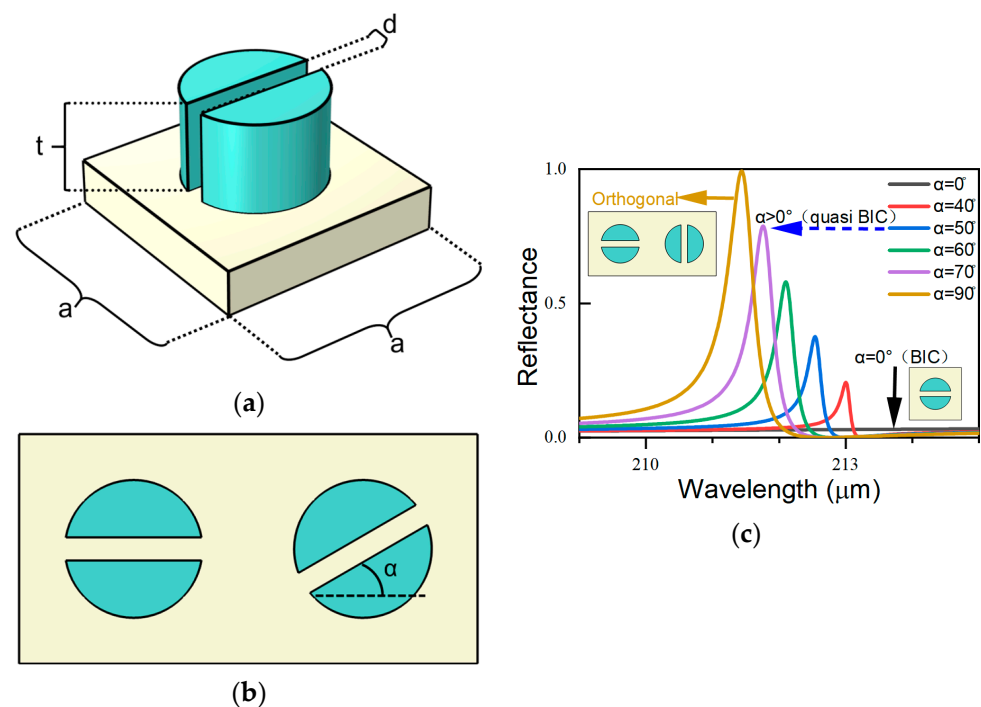 d
t
a
a
(a)
α
(b)
1.0
0.5
0.0
Reflectance
210
213
Wavelength (μm)
Orthogonal
α>0°（quasi BIC）
α=0°（BIC）
α=0°
α=40°
α=50°
α=60°
α=70°
α=90°
(c)